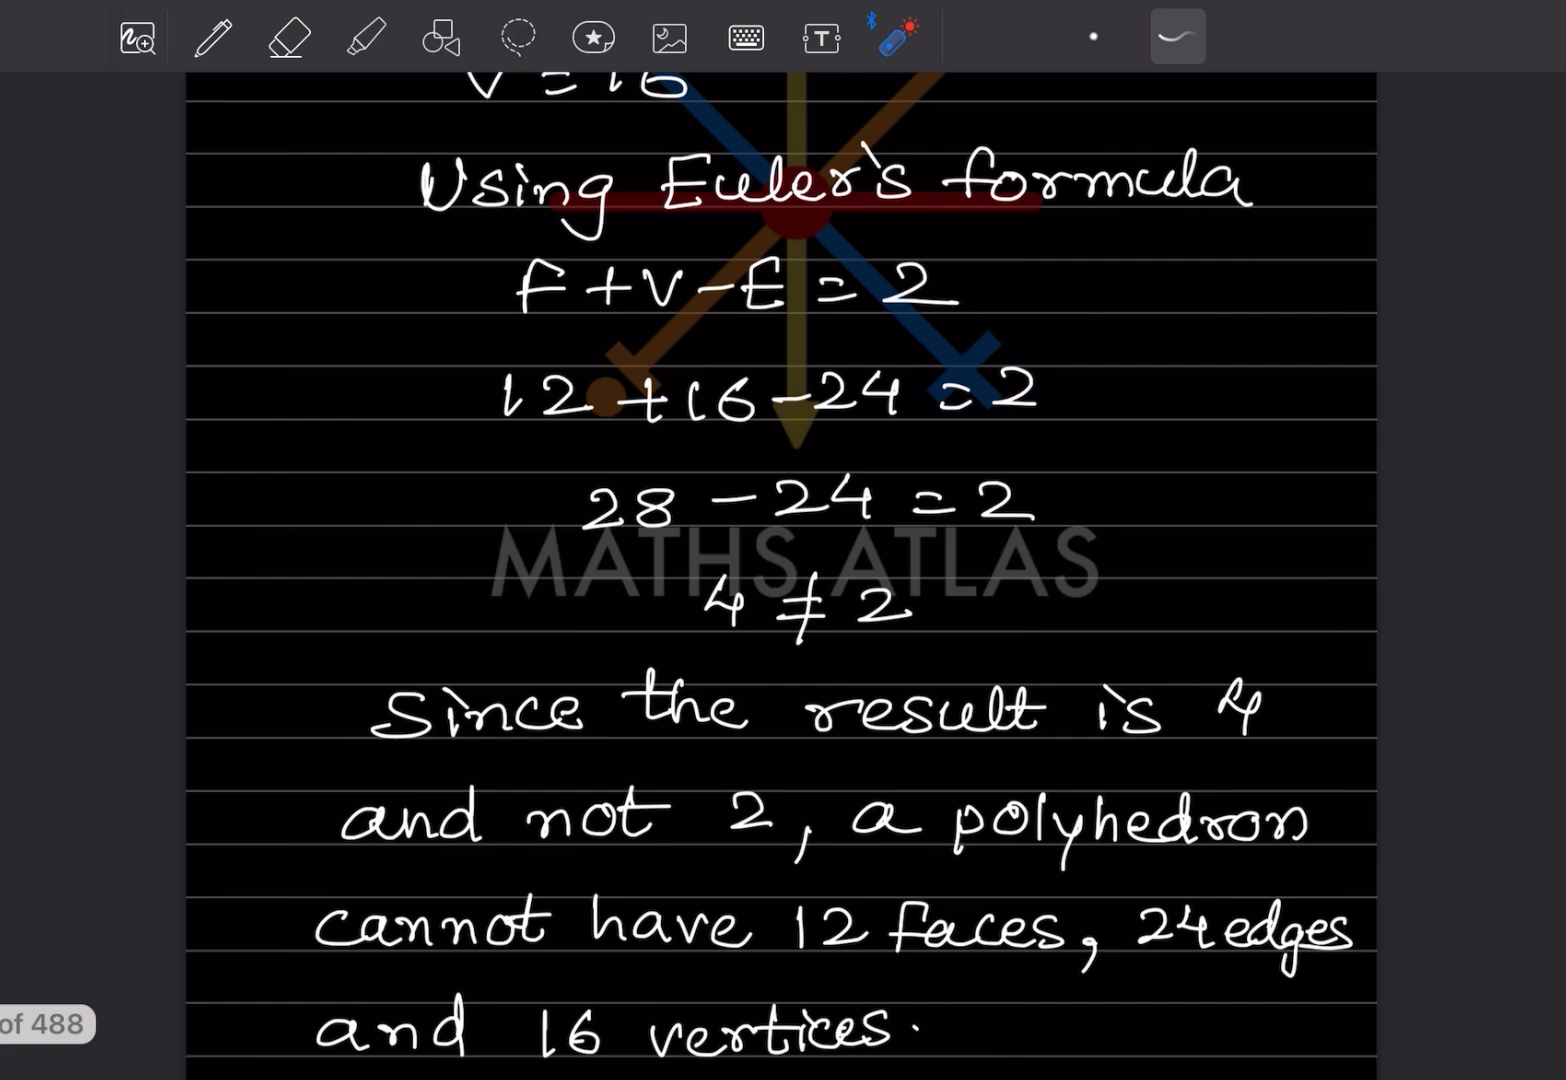 V = 16
Using Euler's formula
F + V - E = 2
12 + 16 - 24 = 2
28 - 24 = 2
MATHS ATLAS
4 ≠ 2
Since the result is 4
and not 2, a polyhedron
cannot have 12 faces, 24 edges
of 488
and 16 vertices.